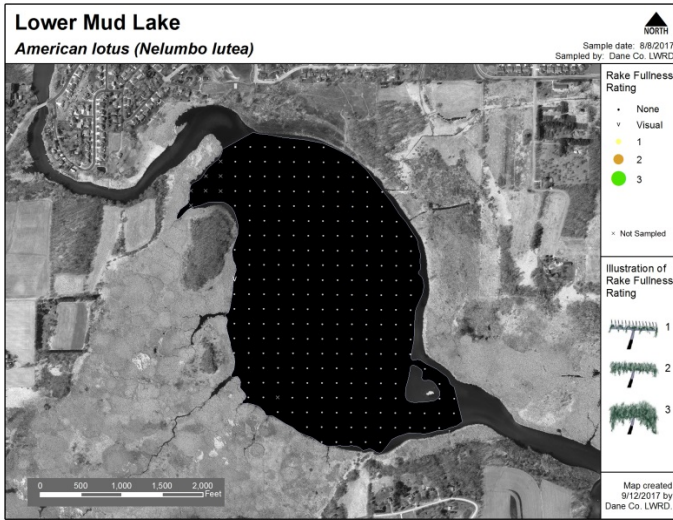 Lower Mud Lake
American lotus (Nelumbo lutea)
NORTH
Sample date: 8/8/2017
Sampled by: Dane Co. LWRD
Rake Fullness
Rating
None
v Visual
1
2
3
× Not Sampled
Illustration of
Rake Fullness
Rating
1
2
3
0 500 1,000 1,500 2,000
Feet
Map created
9/12/2017 by
Dane Co. LWRD.